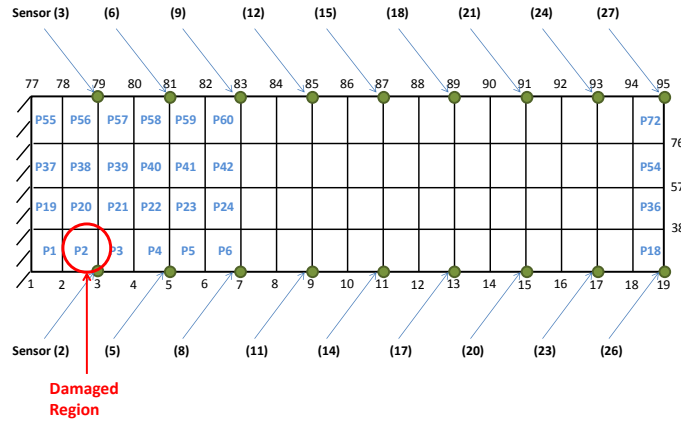 Sensor (3) (6) (9) (12) (15) (18) (21) (24) (27)
77 78 79 80 81 82 83 84 85 86 87 88 89 90 91 92 93 94 95
P55 P56 P57 P58 P59 P60 P72
76
P37 P38 P39 P40 P41 P42 P54
57
P19 P20 P21 P22 P23 P24 P36
38
P1 P2 P3 P4 P5 P6 P18
1 2 3 4 5 6 7 8 9 10 11 12 13 14 15 16 17 18 19
Sensor (2) (5) (8) (11) (14) (17) (20) (23) (26)
Damaged
Region